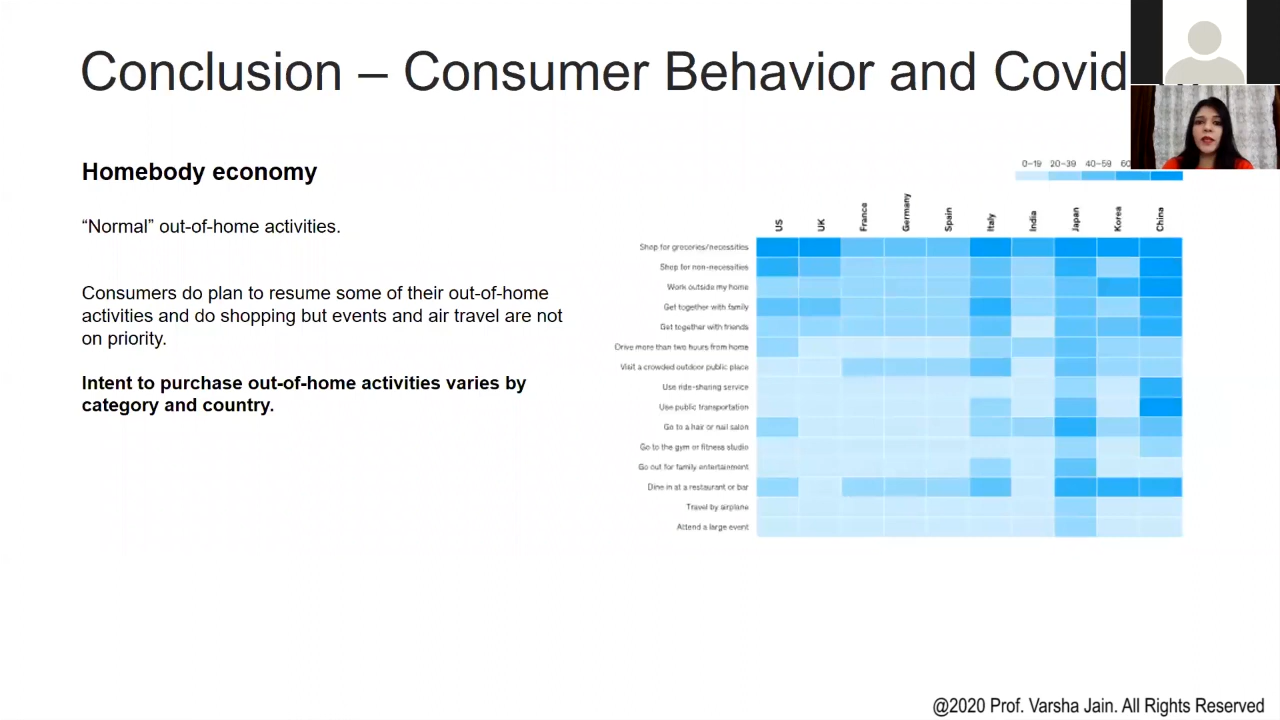 Conclusion – Consumer Behavior and Covid
Homebody economy
“Normal” out-of-home activities.
Consumers do plan to resume some of their out-of-home
activities and do shopping but events and air travel are not
on priority.
Intent to purchase out-of-home activities varies by
category and country.
0–19 20–39 40–59
US UK France Germany Spain Italy India Japan Korea China
Shop for groceries/necessities
Shop for non-necessities
Work outside my home
Get together with family
Get together with friends
Drive more than two hours from home
Visit a crowded outdoor public place
Use ride-sharing service
Use public transportation
Go to a hair or nail salon
Go to the gym or fitness studio
Go out for family entertainment
Dine in at a restaurant or bar
Travel by airplane
Attend a large event
@2020 Prof. Varsha Jain. All Rights Reserved